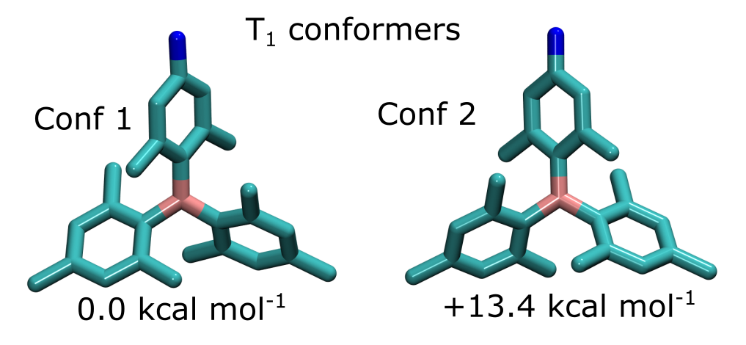 T₁ conformers
Conf 1
Conf 2
0.0 kcal mol⁻¹
+13.4 kcal mol⁻¹